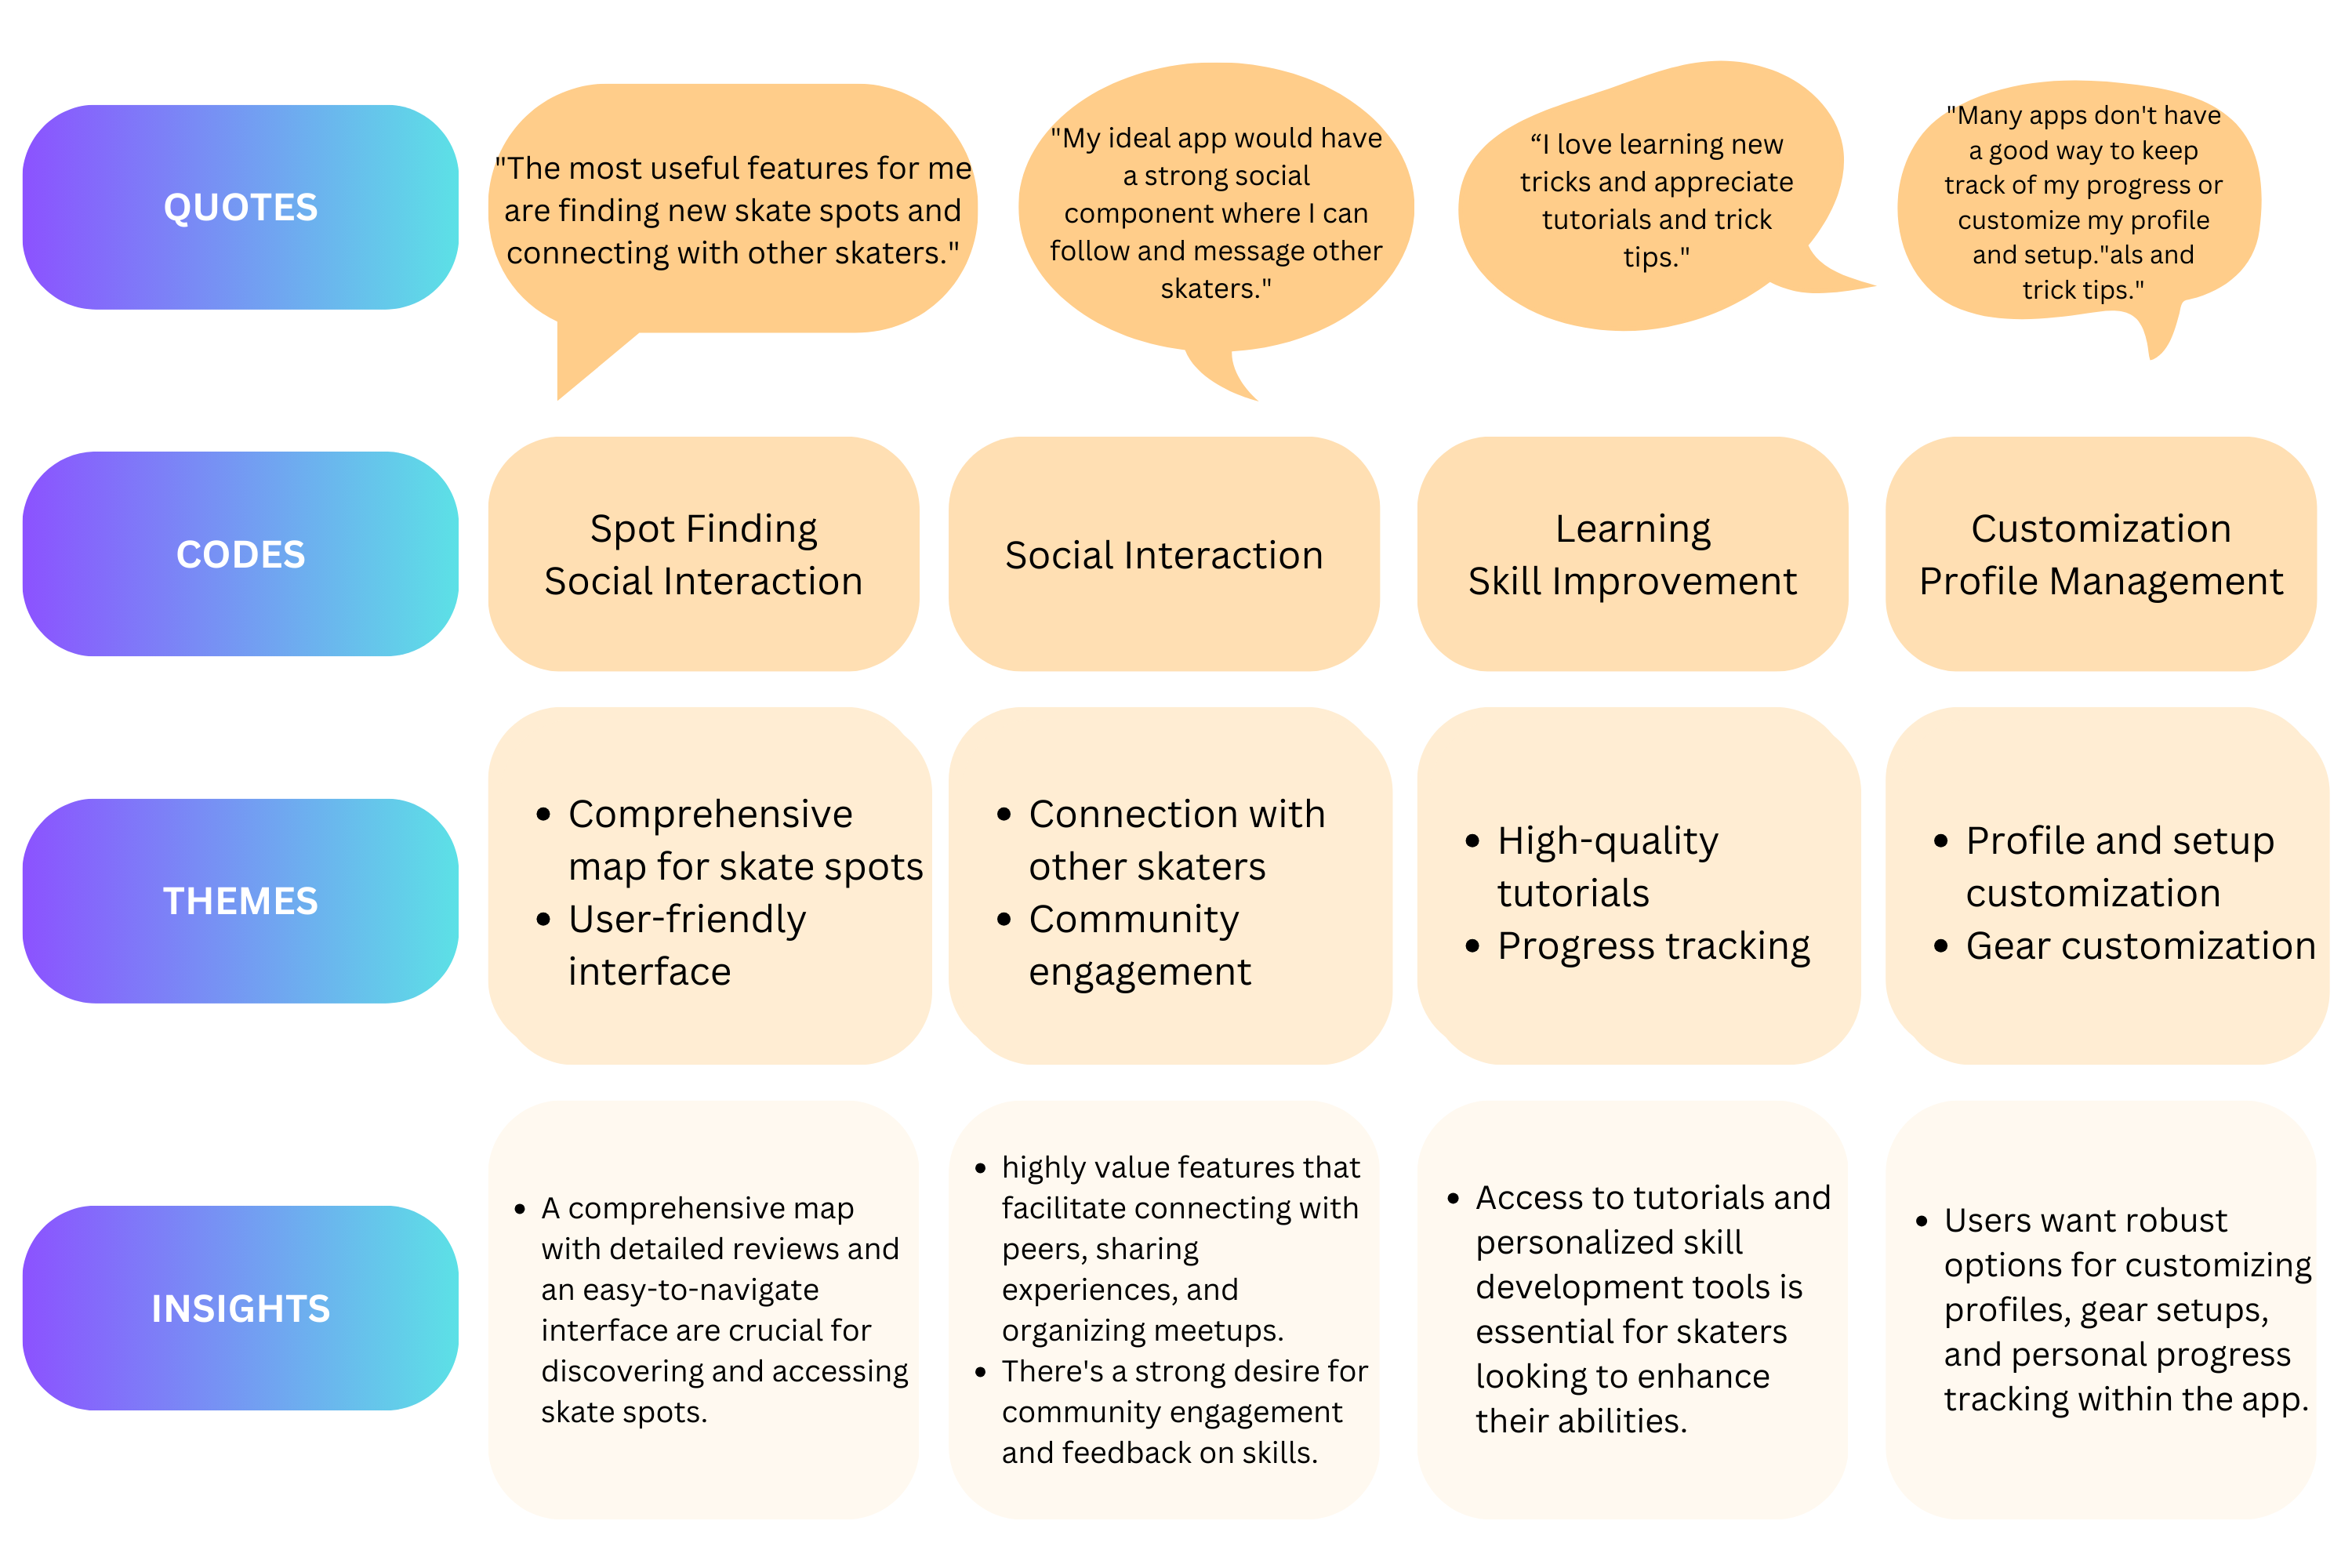 QUOTES
"The most useful features for me
are finding new skate spots and
connecting with other skaters."
"My ideal app would have
a strong social
component where I can
follow and message other
skaters."
“I love learning new
tricks and appreciate
tutorials and trick
tips."
"Many apps don't have
a good way to keep
track of my progress or
customize my profile
and setup."als and
trick tips."
CODES
Spot Finding
Social Interaction
Social Interaction
Learning
Skill Improvement
Customization
Profile Management
THEMES
• Comprehensive
map for skate spots
• User-friendly
interface
• Connection with
other skaters
• Community
engagement
• High-quality
tutorials
• Progress tracking
• Profile and setup
customization
• Gear customization
INSIGHTS
• A comprehensive map
with detailed reviews and
an easy-to-navigate
interface are crucial for
discovering and accessing
skate spots.
• highly value features that
facilitate connecting with
peers, sharing
experiences, and
organizing meetups.
• There's a strong desire for
community engagement
and feedback on skills.
• Access to tutorials and
personalized skill
development tools is
essential for skaters
looking to enhance
their abilities.
• Users want robust
options for customizing
profiles, gear setups,
and personal progress
tracking within the app.